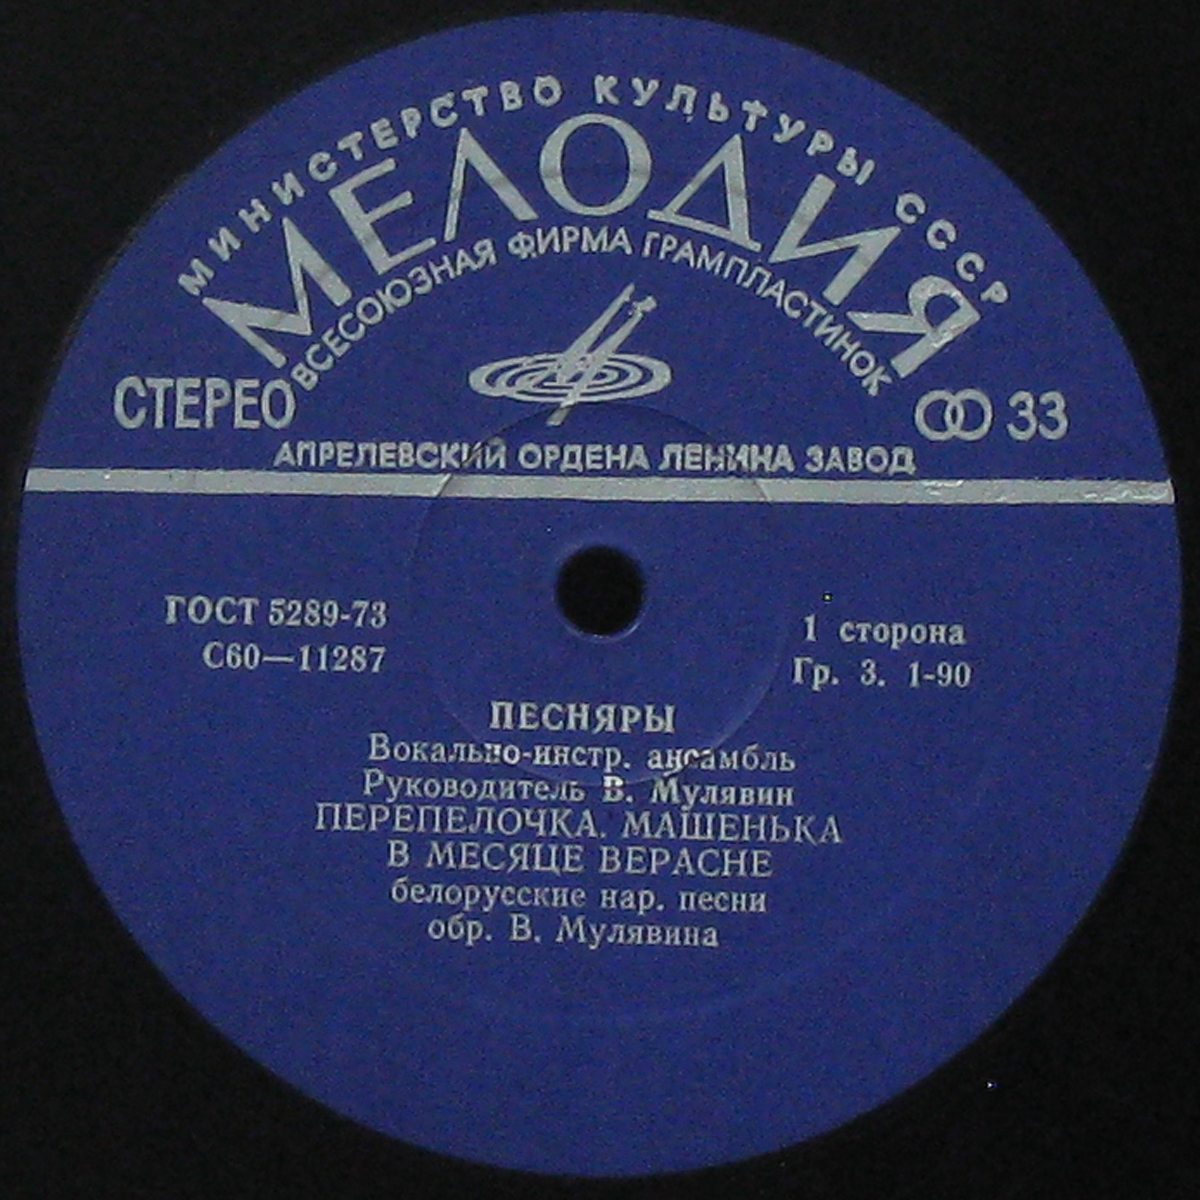 МИНИСТЕРСТВО КУЛЬТУРЫ СССР
МЕЛОДИЯ
ВСЕСОЮЗНАЯ ФИРМА ГРАМПЛАСТИНОК
СТЕРЕО
33
АПРЕЛЕВСКИЙ ОРДЕНА ЛЕНИНА ЗАВОД
ГОСТ 5289-73
С60—11287
1 сторона
Гр. 3. 1-90
ПЕСНЯРЫ
Вокально-инстр. ансамбль
Руководитель В. Мулявин
ПЕРЕПЕЛОЧКА. МАШЕНЬКА
В МЕСЯЦЕ ВЕРАСНЕ
белорусские нар. песни
обр. В. Мулявина